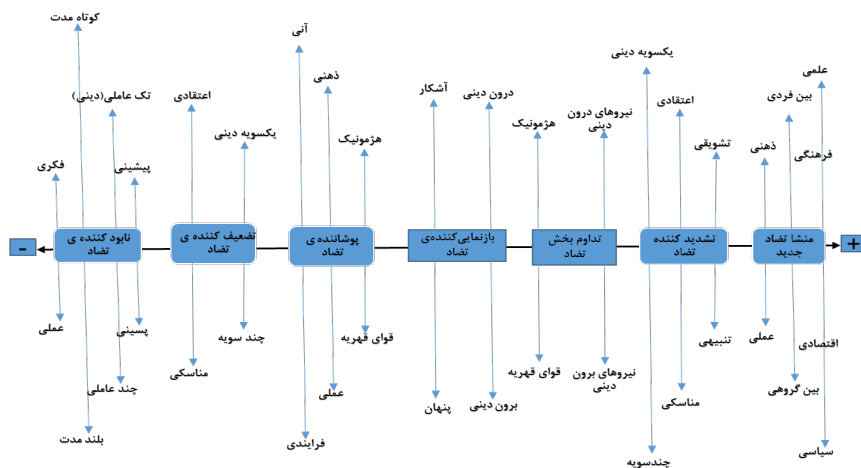 کوتاه مدت
آنی
یکسویه دینی
علمی
ذهنی
آشکار
درون دینی
بین فردی
تک عاملی(دینی)
اعتقادی
اعتقادی
نیروهای درون
دینی
هژمونیک
تشویقی
یکسویه دینی
هژمونیک
فرهنگی
ذهنی
فکری
پیشینی
+
منشا تضاد
جدید
تشدید کننده
تضاد
تداوم بخش
تضاد
بازنمایی‌کننده‌ی
تضاد
پوشاننده‌ی
تضاد
تضعیف کننده ی
تضاد
نابود کننده ی
تضاد
-
عملی
تنبیهی
پسینی
عملی
چند سویه
قوای قهریه
اقتصادی
نیروهای برون
دینی
قوای قهریه
مناسکی
بین گروهی
چند عاملی
عملی
مناسکی
برون دینی
پنهان
بلند مدت
فرایندی
سیاسی
چندسویه